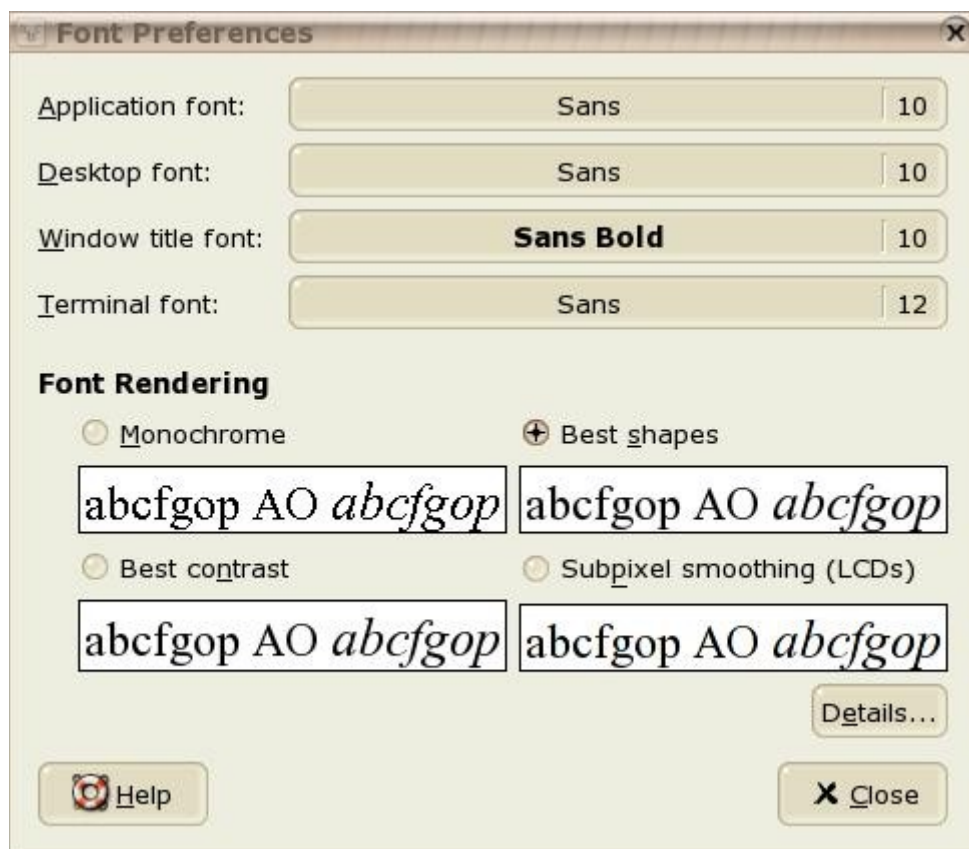 Font Preferences
Application font: Sans 10
Desktop font: Sans 10
Window title font: Sans Bold 10
Terminal font: Sans 12
Font Rendering
Monochrome Best shapes
abcfgop AO abcfgop abcfgop AO abcfgop
Best contrast Subpixel smoothing (LCDs)
abcfgop AO abcfgop abcfgop AO abcfgop
Details...
Help Close